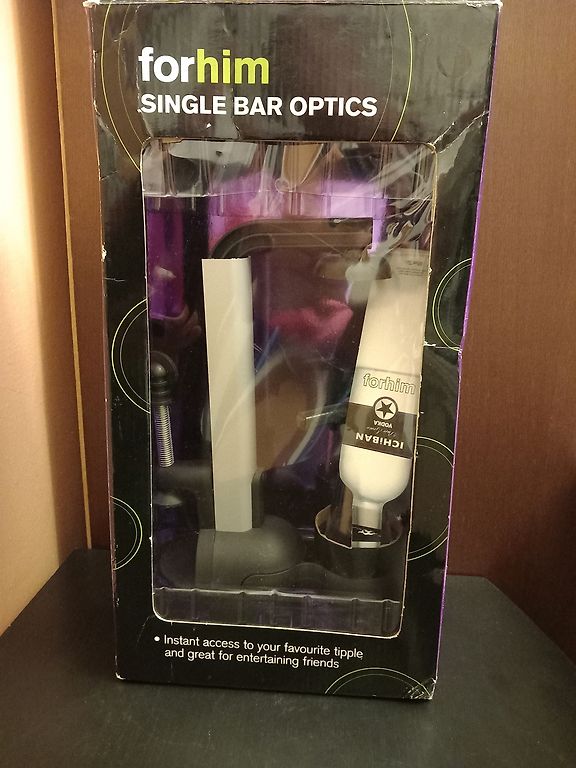 forhim
SINGLE BAR OPTICS
forhim
VODKA
ICHiBAN
• Instant access to your favourite tipple
and great for entertaining friends